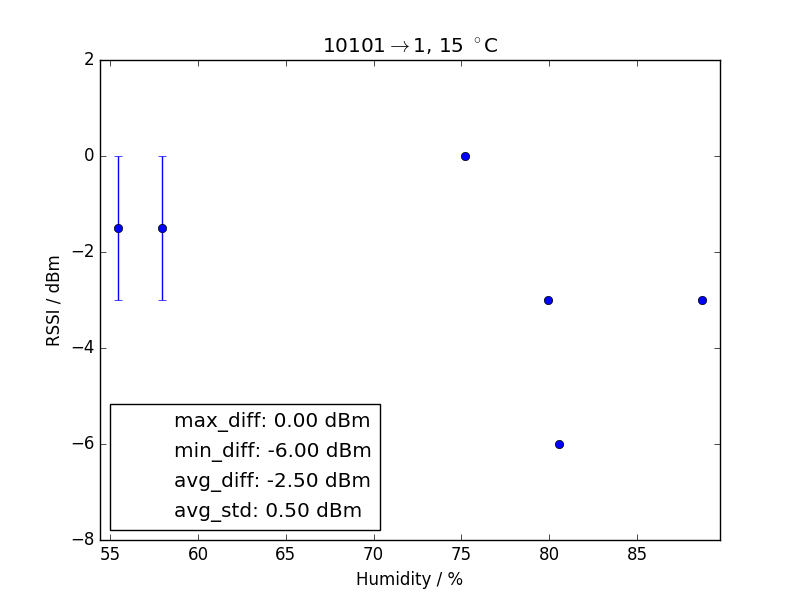 10101→1, 15 °C
RSSI / dBm
2
0
−2
−4
−6
−8
max_diff: 0.00 dBm
min_diff: -6.00 dBm
avg_diff: -2.50 dBm
avg_std: 0.50 dBm
55 60 65 70 75 80 85
Humidity / %